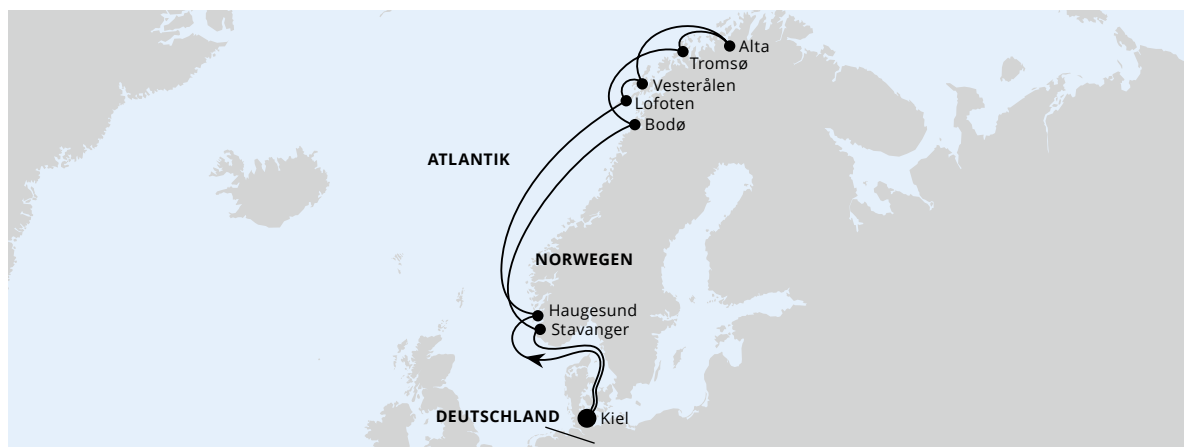 Alta
Tromsø
Vesterålen
Lofoten
Bodø
ATLANTIK
NORWEGEN
Haugesund
Stavanger
DEUTSCHLAND
Kiel